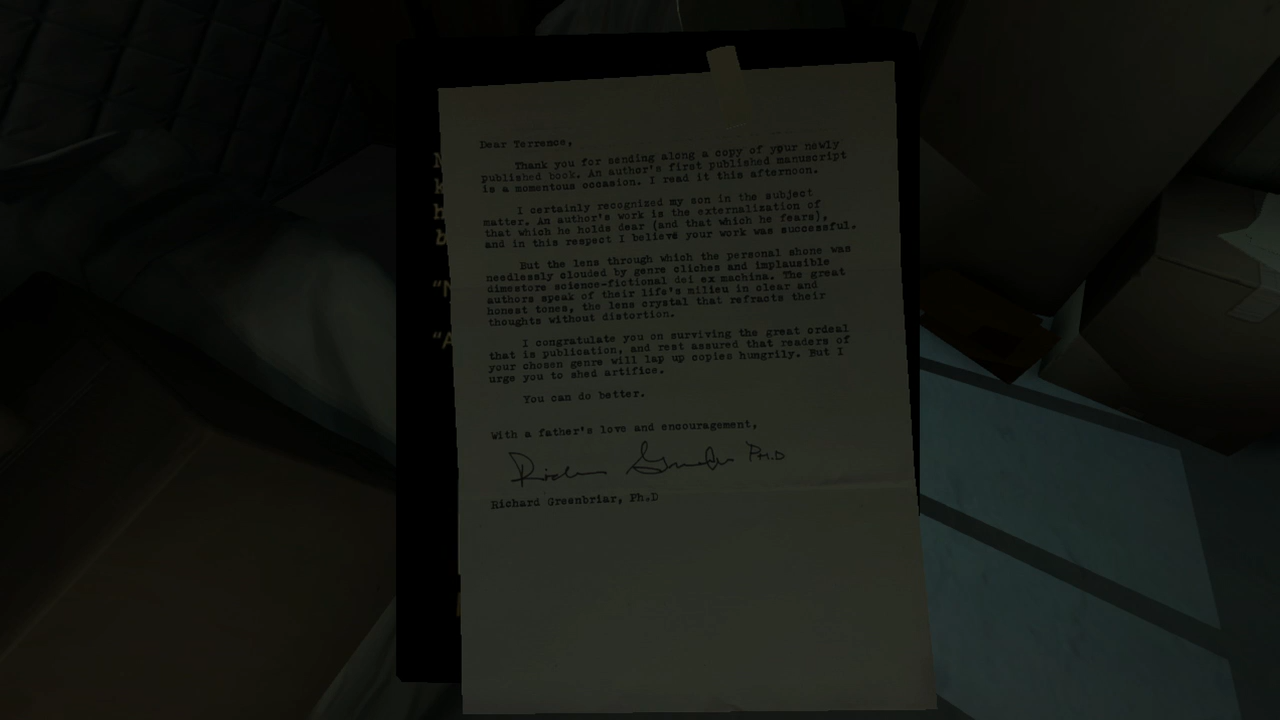 Dear Terrence,
Thank you for sending along a copy of your newly
published book. An author's first published manuscript
is a momentous occasion. I read it this afternoon.
I certainly recognized my son in the subject
matter. An author's work is the externalization of
that which he holds dear (and that which he fears),
and in this respect I believe your work was successful.
But the lens through which the personal shone was
needlessly clouded by genre cliches and implausible
dimestore science-fictional dei ex machina. The great
authors speak of their life's milieu in clear and
honest tones, the lens crystal that refracts their
thoughts without distortion.
I congratulate you on surviving the great ordeal
that is publication, and rest assured that readers of
your chosen genre will lap up copies hungrily. But I
urge you to shed artifice.
You can do better.
With a father's love and encouragement,
Richard Greenbriar PH.D
Richard Greenbriar, Ph.D